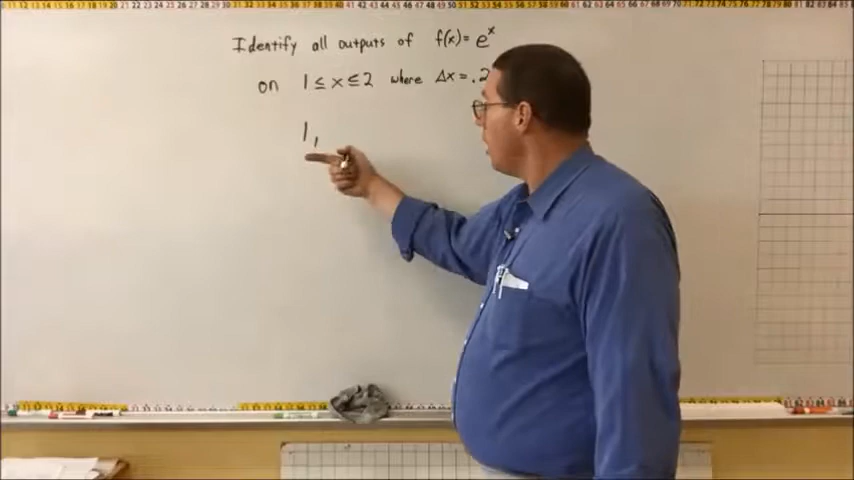 Identify all outputs of f(x)= e^x
on 1 ≤ x ≤ 2 where Δx = .2
1,